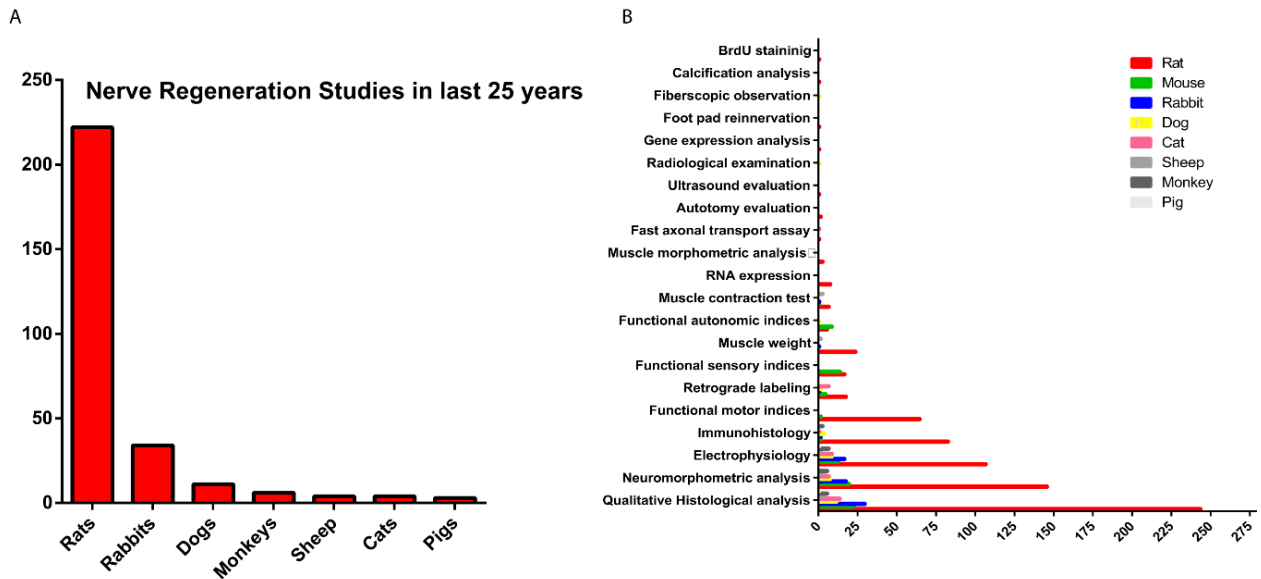 A
Nerve Regeneration Studies in last 25 years
250
200
150
100
50
0
Rats
Rabbits
Dogs
Monkeys
Sheep
Cats
Pigs
B
BrdU staininig
Calcification analysis
Fiberscopic observation
Foot pad reinnervation
Gene expression analysis
Radiological examination
Ultrasound evaluation
Autotomy evaluation
Fast axonal transport assay
Muscle morphometric analysis
RNA expression
Muscle contraction test
Functional autonomic indices
Muscle weight
Functional sensory indices
Retrograde labeling
Functional motor indices
Immunohistology
Electrophysiology
Neuromorphometric analysis
Qualitative Histological analysis
0
25
50
75
100
125
150
175
200
225
250
275
Rat
Mouse
Rabbit
Dog
Cat
Sheep
Monkey
Pig